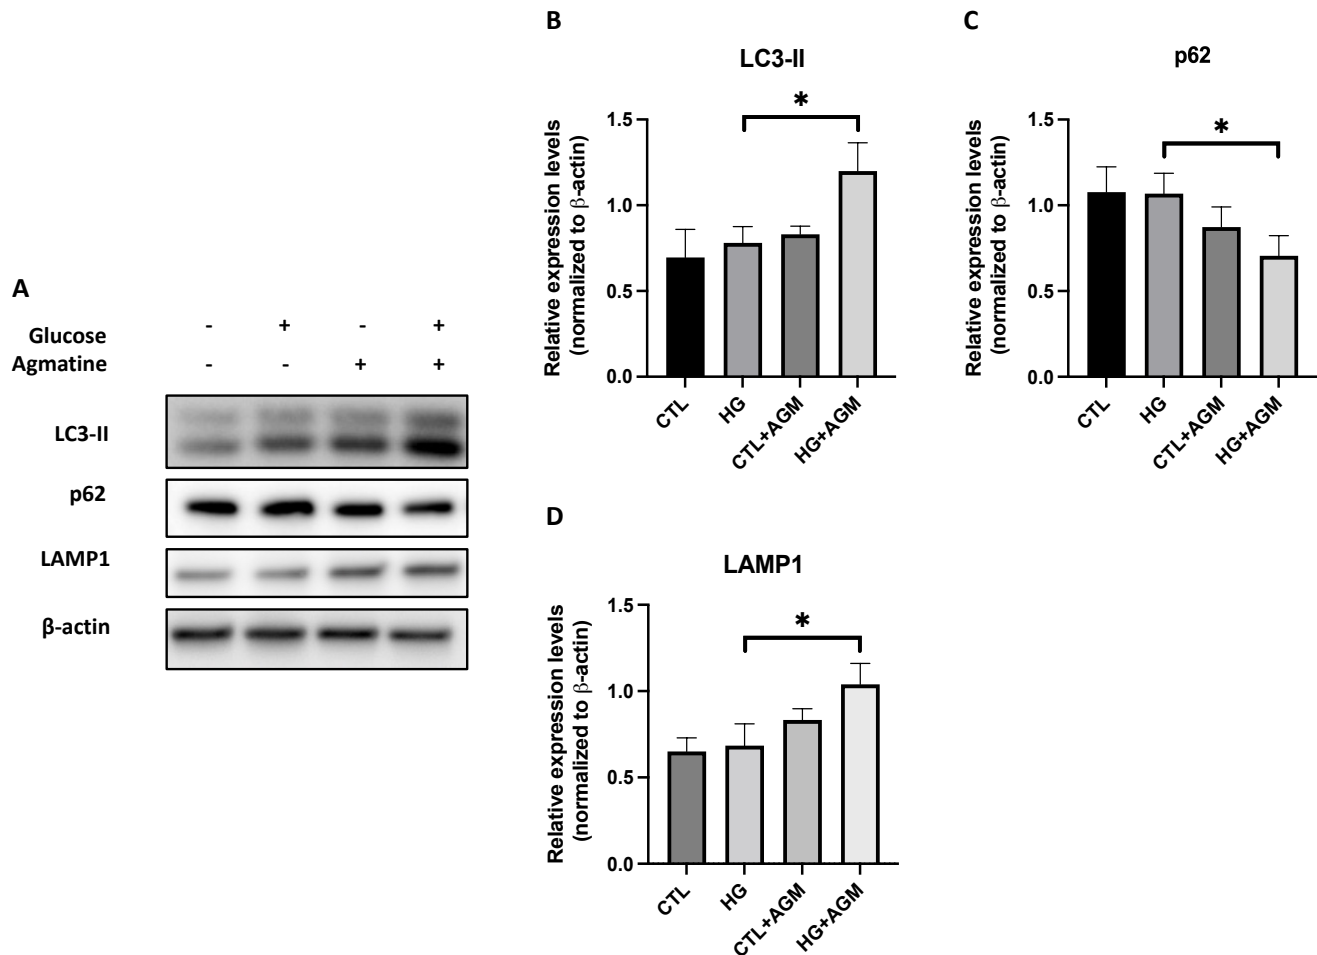 A
Glucose - + - +
Agmatine - - + +
LC3-II
p62
LAMP1
β-actin
B
LC3-II
*
Relative expression levels
(normalized to β-actin)
1.5
1.0
0.5
0.0
CTL
HG
CTL+AGM
HG+AGM
C
p62
*
Relative expression levels
(normalized to β-actin)
1.5
1.0
0.5
0.0
CTL
HG
CTL+AGM
HG+AGM
D
LAMP1
*
Relative expression levels
(normalized to β-actin)
1.5
1.0
0.5
0.0
CTL
HG
CTL+AGM
HG+AGM